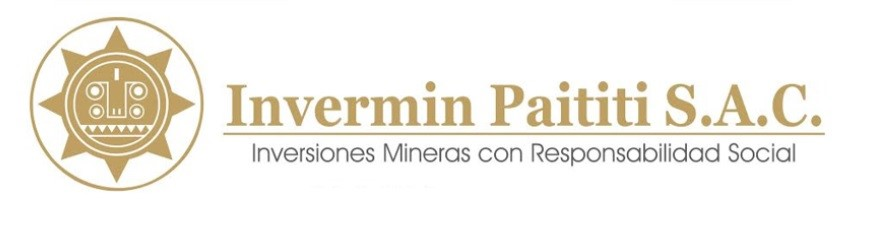 Invermin Paititi S.A.C.
Inversiones Mineras con Responsabilidad Social